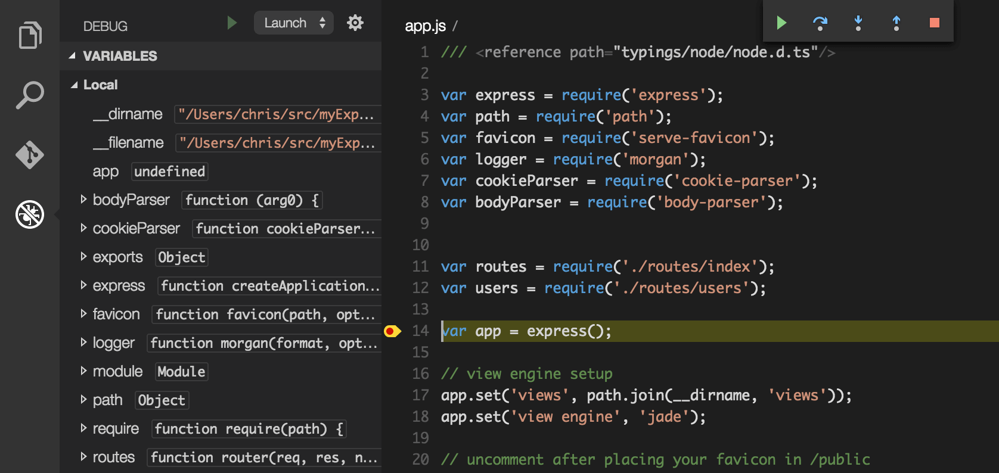 DEBUG
Launch
VARIABLES
Local
__dirname "/Users/chris/src/myExp...
__filename "/Users/chris/src/myExp...
app undefined
bodyParser function (arg0) {
cookieParser function cookieParser...
exports Object
express function createApplication...
favicon function favicon(path, opt...
logger function morgan(format, opt...
module Module
path Object
require function require(path) {
routes function router(req, res, n...
app.js /
1 /// <reference path="typings/node/node.d.ts"/>
2
3 var express = require('express');
4 var path = require('path');
5 var favicon = require('serve-favicon');
6 var logger = require('morgan');
7 var cookieParser = require('cookie-parser');
8 var bodyParser = require('body-parser');
9
10
11 var routes = require('./routes/index');
12 var users = require('./routes/users');
13
14 var app = express();
15
16 // view engine setup
17 app.set('views', path.join(__dirname, 'views'));
18 app.set('view engine', 'jade');
19
20 // uncomment after placing your favicon in /public